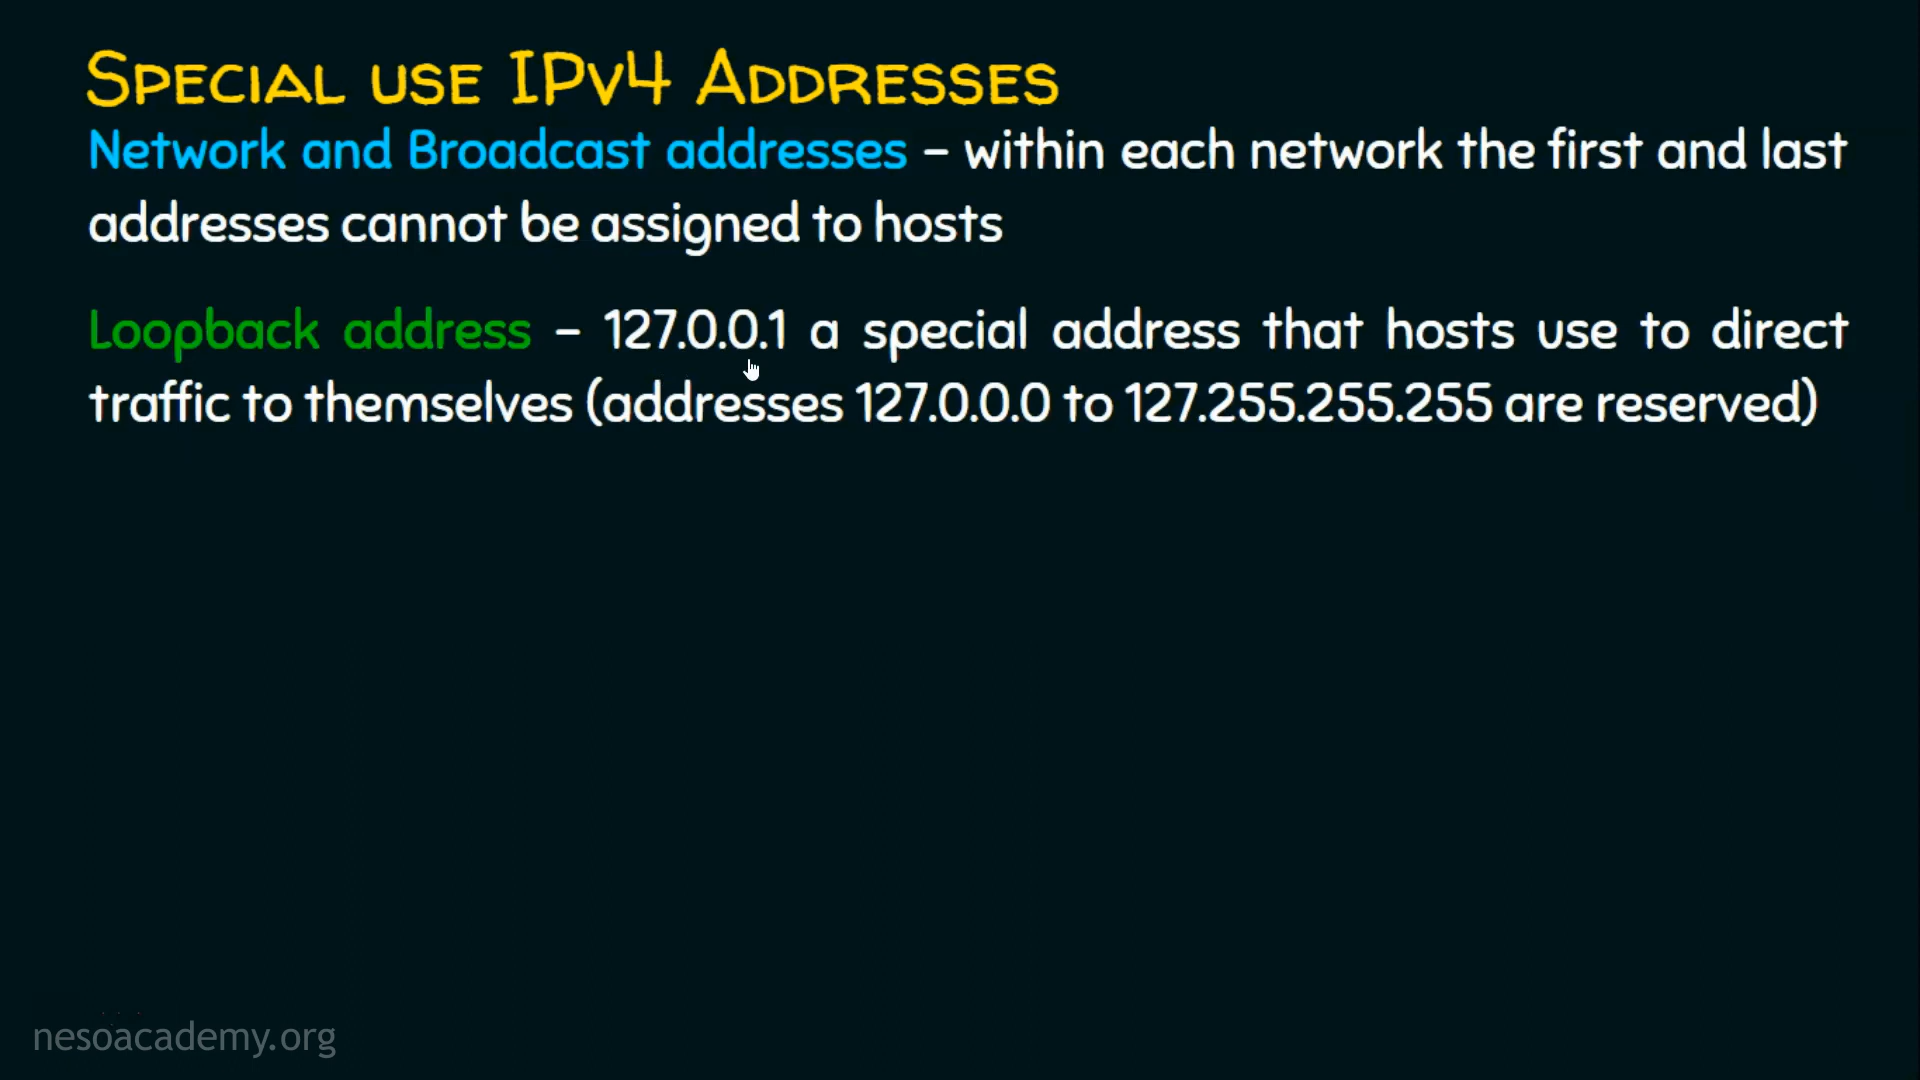 SPECIAL USE IPV4 ADDRESSES
Network and Broadcast addresses – within each network the first and last
addresses cannot be assigned to hosts
Loopback address – 127.0.0.1 a special address that hosts use to direct
traffic to themselves (addresses 127.0.0.0 to 127.255.255.255 are reserved)
nesoacademy.org